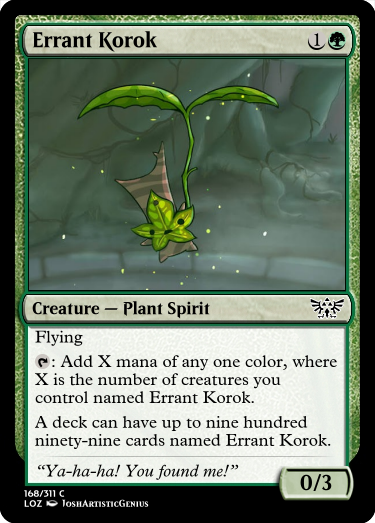 Errant Korok 1
Creature — Plant Spirit
Flying
: Add X mana of any one color, where
X is the number of creatures you
control named Errant Korok.
A deck can have up to nine hundred
ninety-nine cards named Errant Korok.
“Ya-ha-ha! You found me!”
0/3
168/311 C
LOZ JoshArtisticGenius